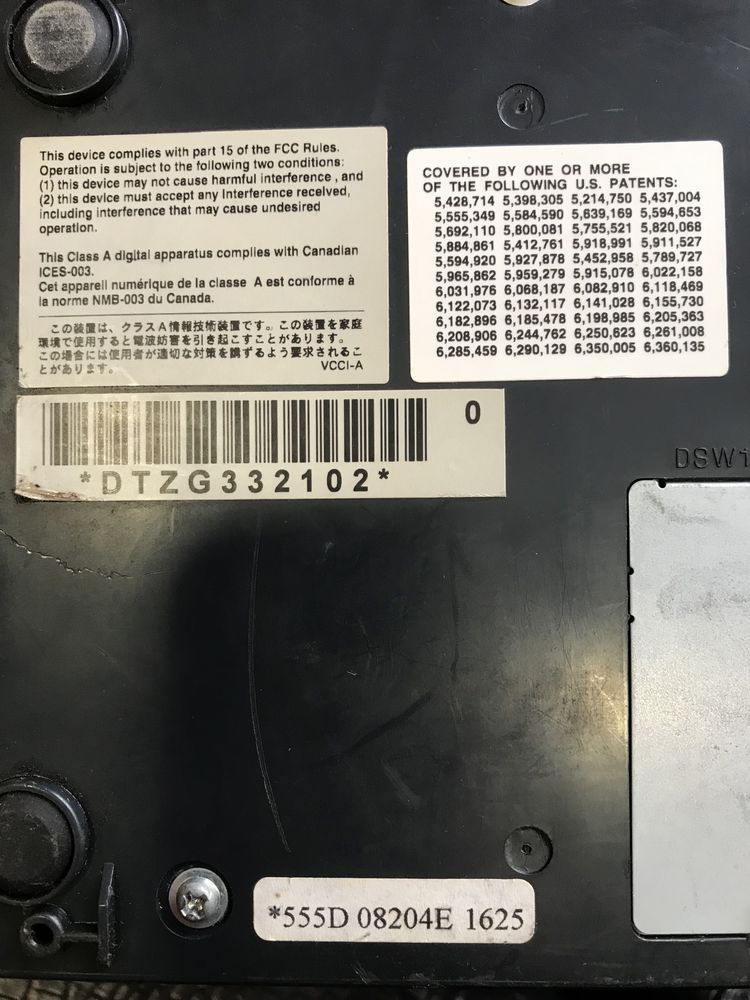 This device complies with part 15 of the FCC Rules.
Operation is subject to the following two conditions:
(1) this device may not cause harmful interference , and
(2) this device must accept any Interference received,
including interference that may cause undesired
operation.
This Class A digital apparatus complies with Canadian
ICES-003.
Cet appareil numérique de la classe A est conforme à
la norme NMB-003 du Canada.
この装置は、クラスA情報技術装置です。この装置を家庭
環境で使用すると電波妨害を引き起こすことがあります。
この場合には使用者が適切な対策を講ずるよう要求されるこ
とがあります。 VCCI-A
COVERED BY ONE OR MORE
OF THE FOLLOWING U.S. PATENTS:
5,428,714 5,398,305 5,214,750 5,437,004
5,555,349 5,584,590 5,639,169 5,594,653
5,692,110 5,800,081 5,755,521 5,820,068
5,884,861 5,412,761 5,918,991 5,911,527
5,594,920 5,927,878 5,452,958 5,789,727
5,965,862 5,959,279 5,915,078 6,022,158
6,031,976 6,068,187 6,082,910 6,118,469
6,122,073 6,132,117 6,141,028 6,155,730
6,182,896 6,185,478 6,198,985 6,205,363
6,208,906 6,244,762 6,250,623 6,261,008
6,285,459 6,290,129 6,350,005 6,360,135
0
*DTZG332102*
DSW1
*555D 08204E 1625